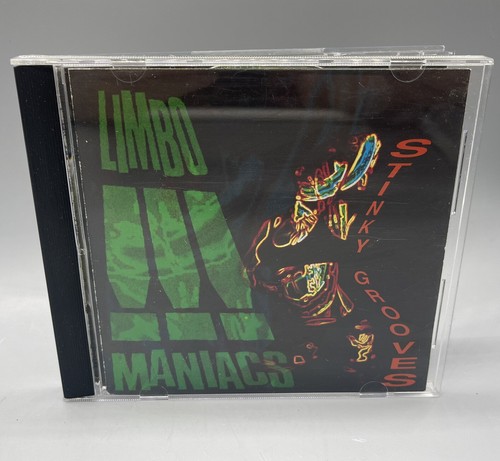 LIMBO
!!!
MANIACS
STINKY GROOVES